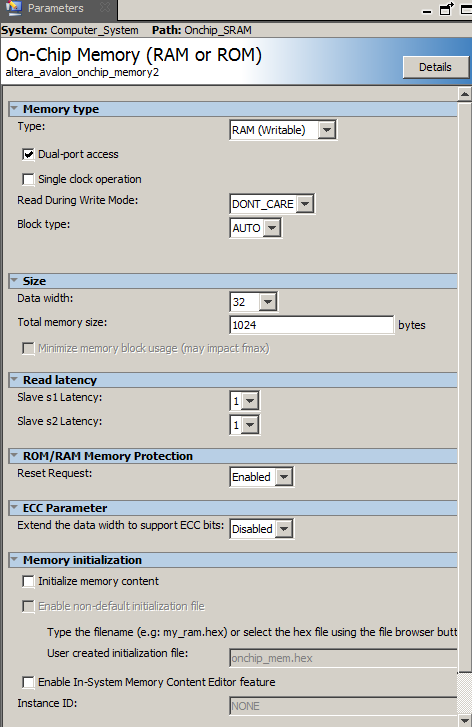 Parameters
System: Computer_System Path: Onchip_SRAM
On-Chip Memory (RAM or ROM)
altera_avalon_onchip_memory2
Details
Memory type
Type: RAM (Writable)
Dual-port access
Single clock operation
Read During Write Mode: DONT_CARE
Block type: AUTO
Size
Data width: 32
Total memory size: 1024 bytes
Minimize memory block usage (may impact fmax)
Read latency
Slave s1 Latency: 1
Slave s2 Latency: 1
ROM/RAM Memory Protection
Reset Request: Enabled
ECC Parameter
Extend the data width to support ECC bits: Disabled
Memory initialization
Initialize memory content
Enable non-default initialization file
Type the filename (e.g: my_ram.hex) or select the hex file using the file browser butt
User created initialization file: onchip_mem.hex
Enable In-System Memory Content Editor feature
Instance ID: NONE